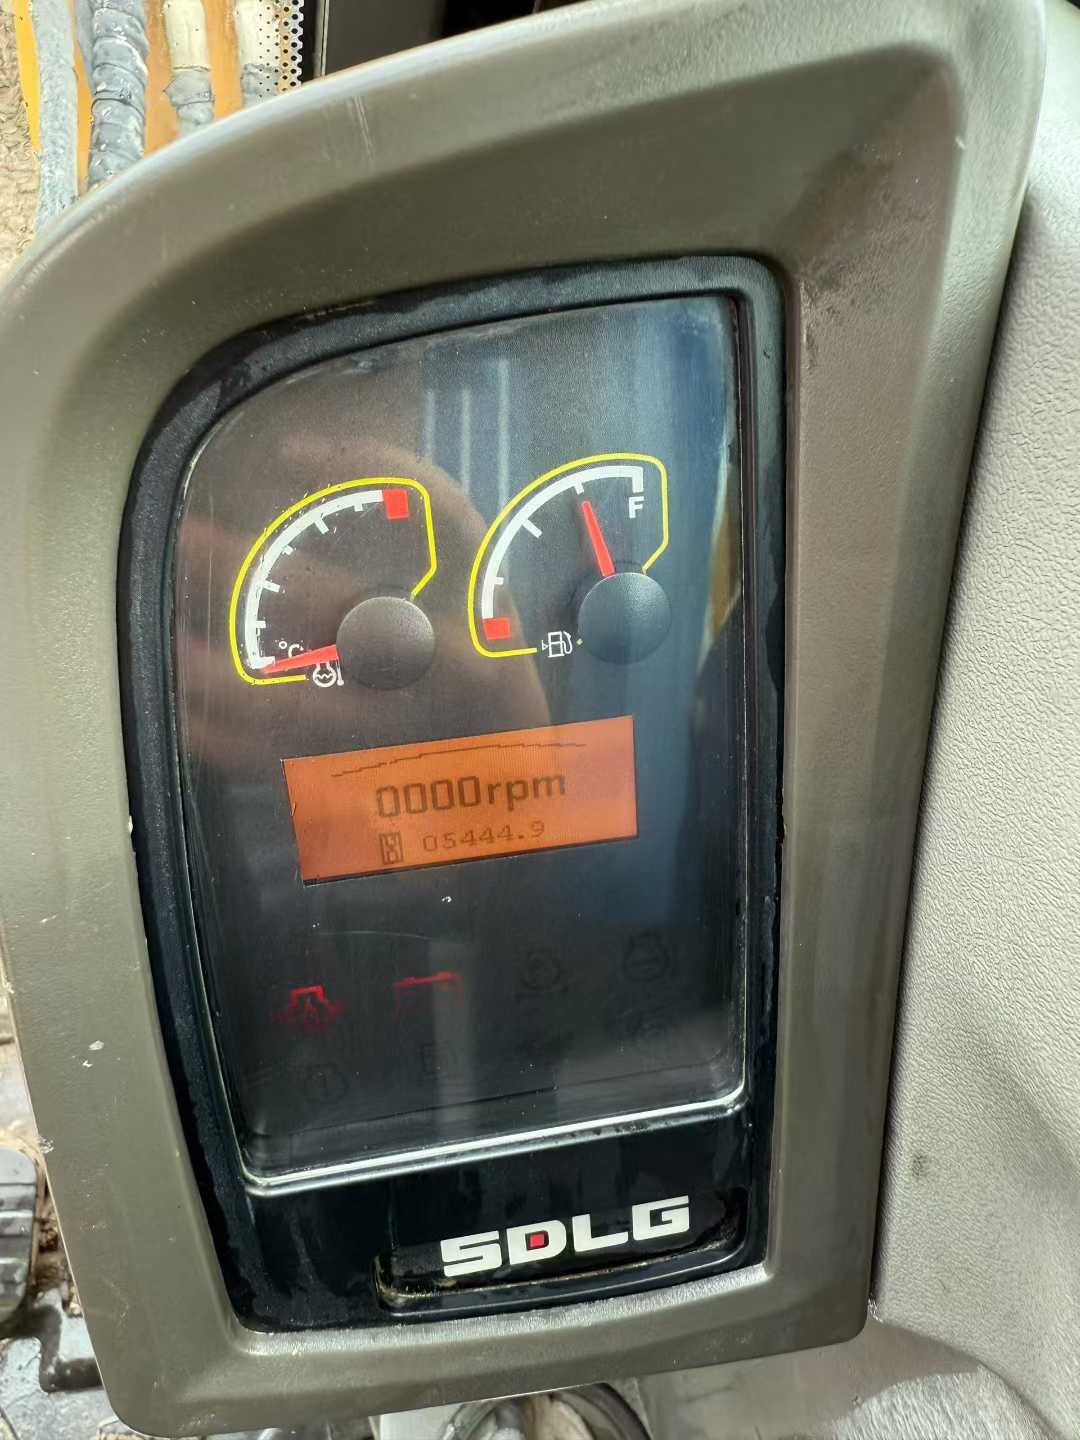 F
°C
0000rpm
05444.9
SDLG